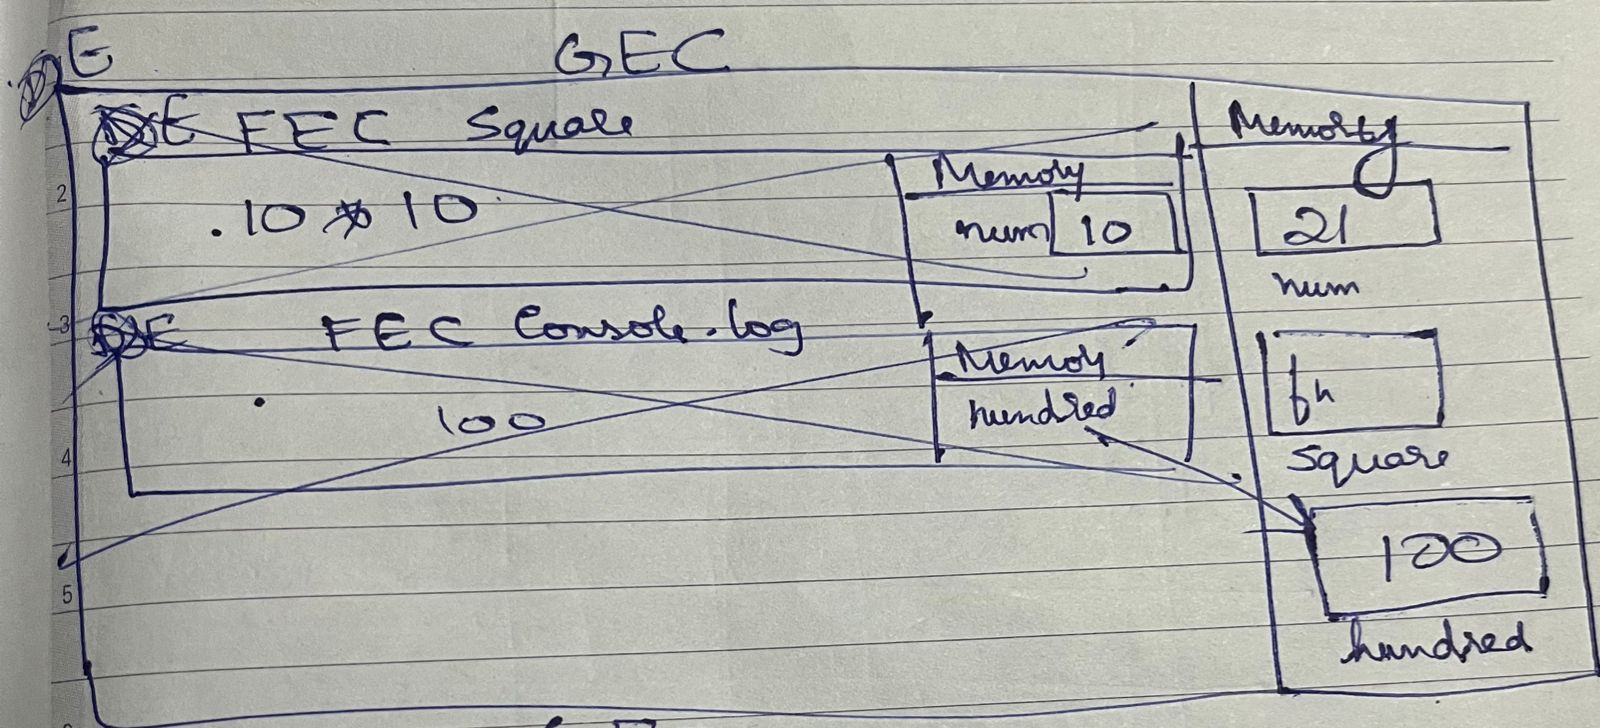 E GEC
E FEC Square
Memory
Memory
2
.10 * 10
num 10
21
num
3
E FEC Console.log
Memory
hundred
fn
100
4
square
100
5
hundred